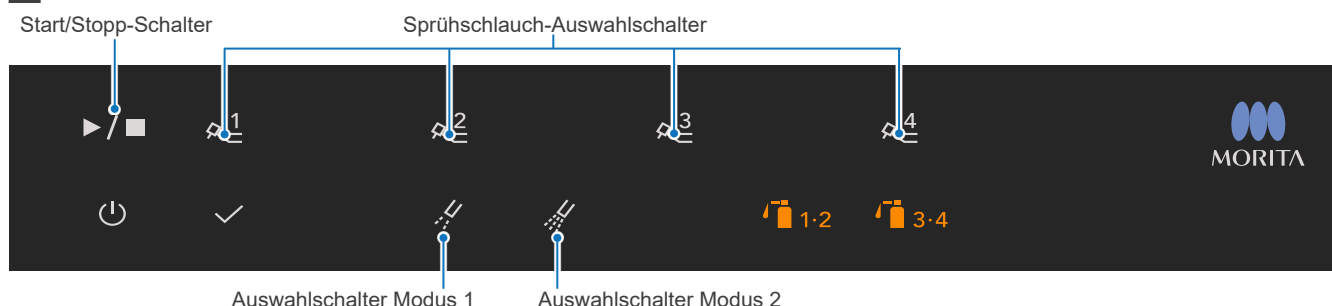 Start/Stopp-Schalter Sprühschlauch-Auswahlschalter
1 2 3 4
MORITA
1·2 3·4
Auswahlschalter Modus 1 Auswahlschalter Modus 2